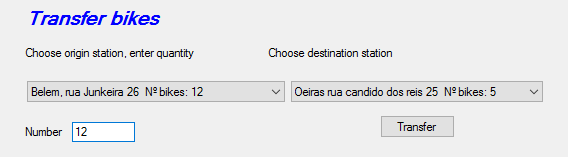 Transfer bikes
Choose origin station, enter quantity
Choose destination station
Belem, rua Junkeira 26 Nº bikes: 12
Oeiras rua candido dos reis 25 Nº bikes: 5
Number 12
Transfer